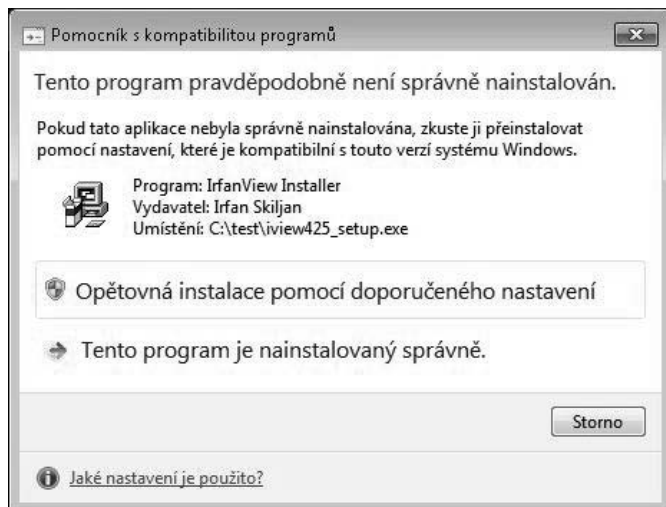 Pomocník s kompatibilitou programů
Tento program pravděpodobně není správně nainstalován.
Pokud tato aplikace nebyla správně nainstalována, zkuste ji přeinstalovat
pomocí nastavení, které je kompatibilní s touto verzí systému Windows.
Program: IrfanView Installer
Vydavatel: Irfan Skiljan
Umístění: C:\test\iview425_setup.exe
Opětovná instalace pomocí doporučeného nastavení
Tento program je nainstalovaný správně.
Storno
Jaké nastavení je použito?